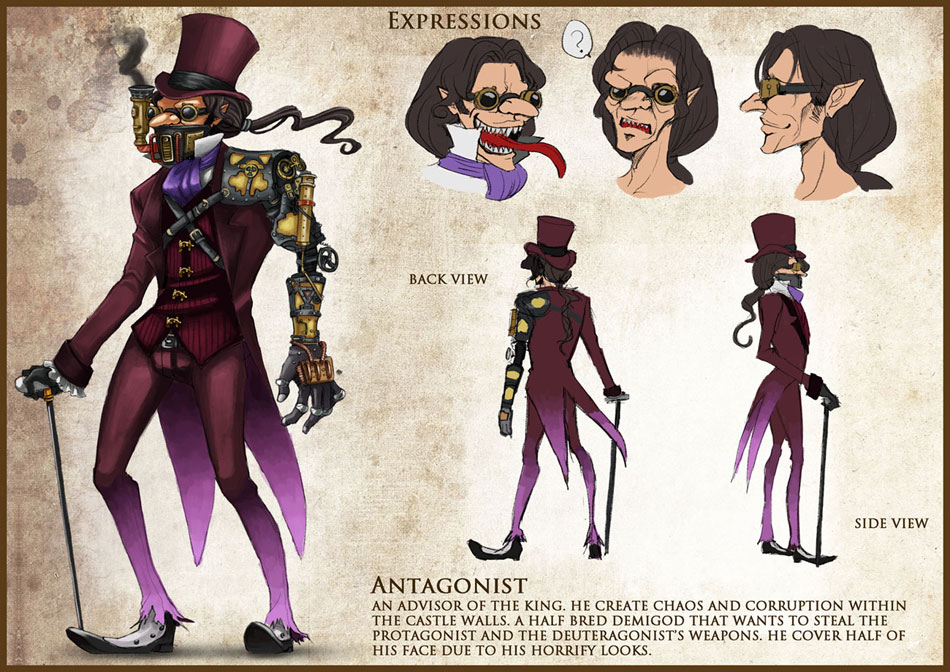 EXPRESSIONS
?
BACK VIEW
SIDE VIEW
ANTAGONIST
AN ADVISOR OF THE KING. HE CREATE CHAOS AND CORRUPTION WITHIN
THE CASTLE WALLS. A HALF BRED DEMIGOD THAT WANTS TO STEAL THE
PROTAGONIST AND THE DEUTERAGONIST'S WEAPONS. HE COVER HALF OF
HIS FACE DUE TO HIS HORRIFY LOOKS.